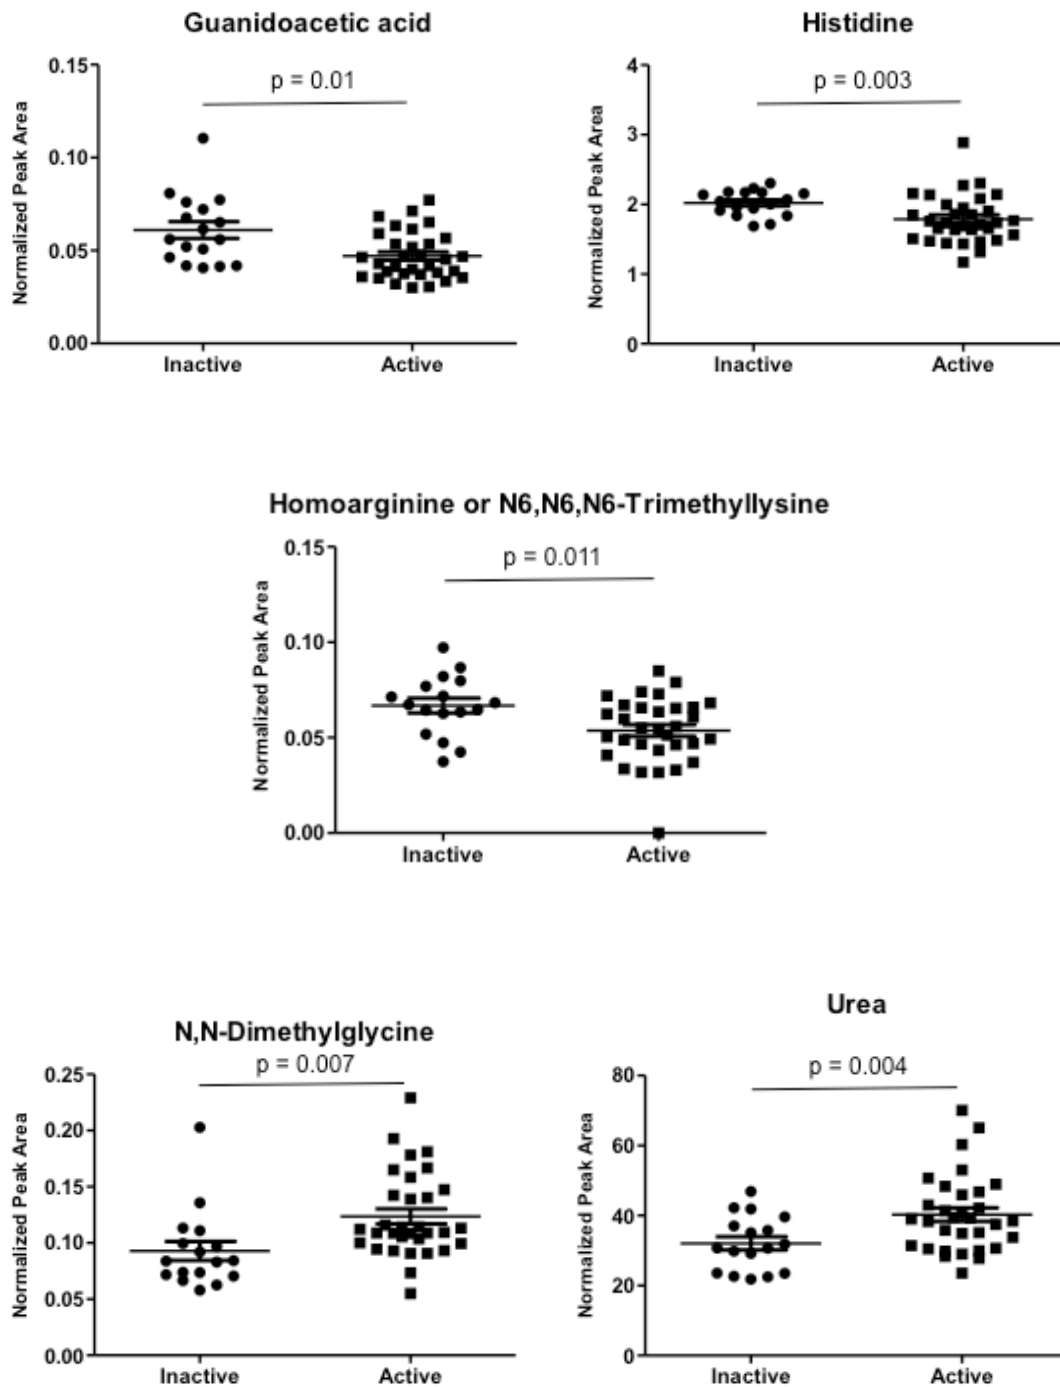 Guanidoacetic acid
p = 0.01
Normalized Peak Area
0.15
0.10
0.05
0.00
Inactive Active
Histidine
p = 0.003
Normalized Peak Area
4
3
2
1
0
Inactive Active
Homoarginine or N6,N6,N6-Trimethyllysine
p = 0.011
Normalized Peak Area
0.15
0.10
0.05
0.00
Inactive Active
N,N-Dimethylglycine
p = 0.007
Normalized Peak Area
0.25
0.20
0.15
0.10
0.05
0.00
Inactive Active
Urea
p = 0.004
Normalized Peak Area
80
60
40
20
0
Inactive Active